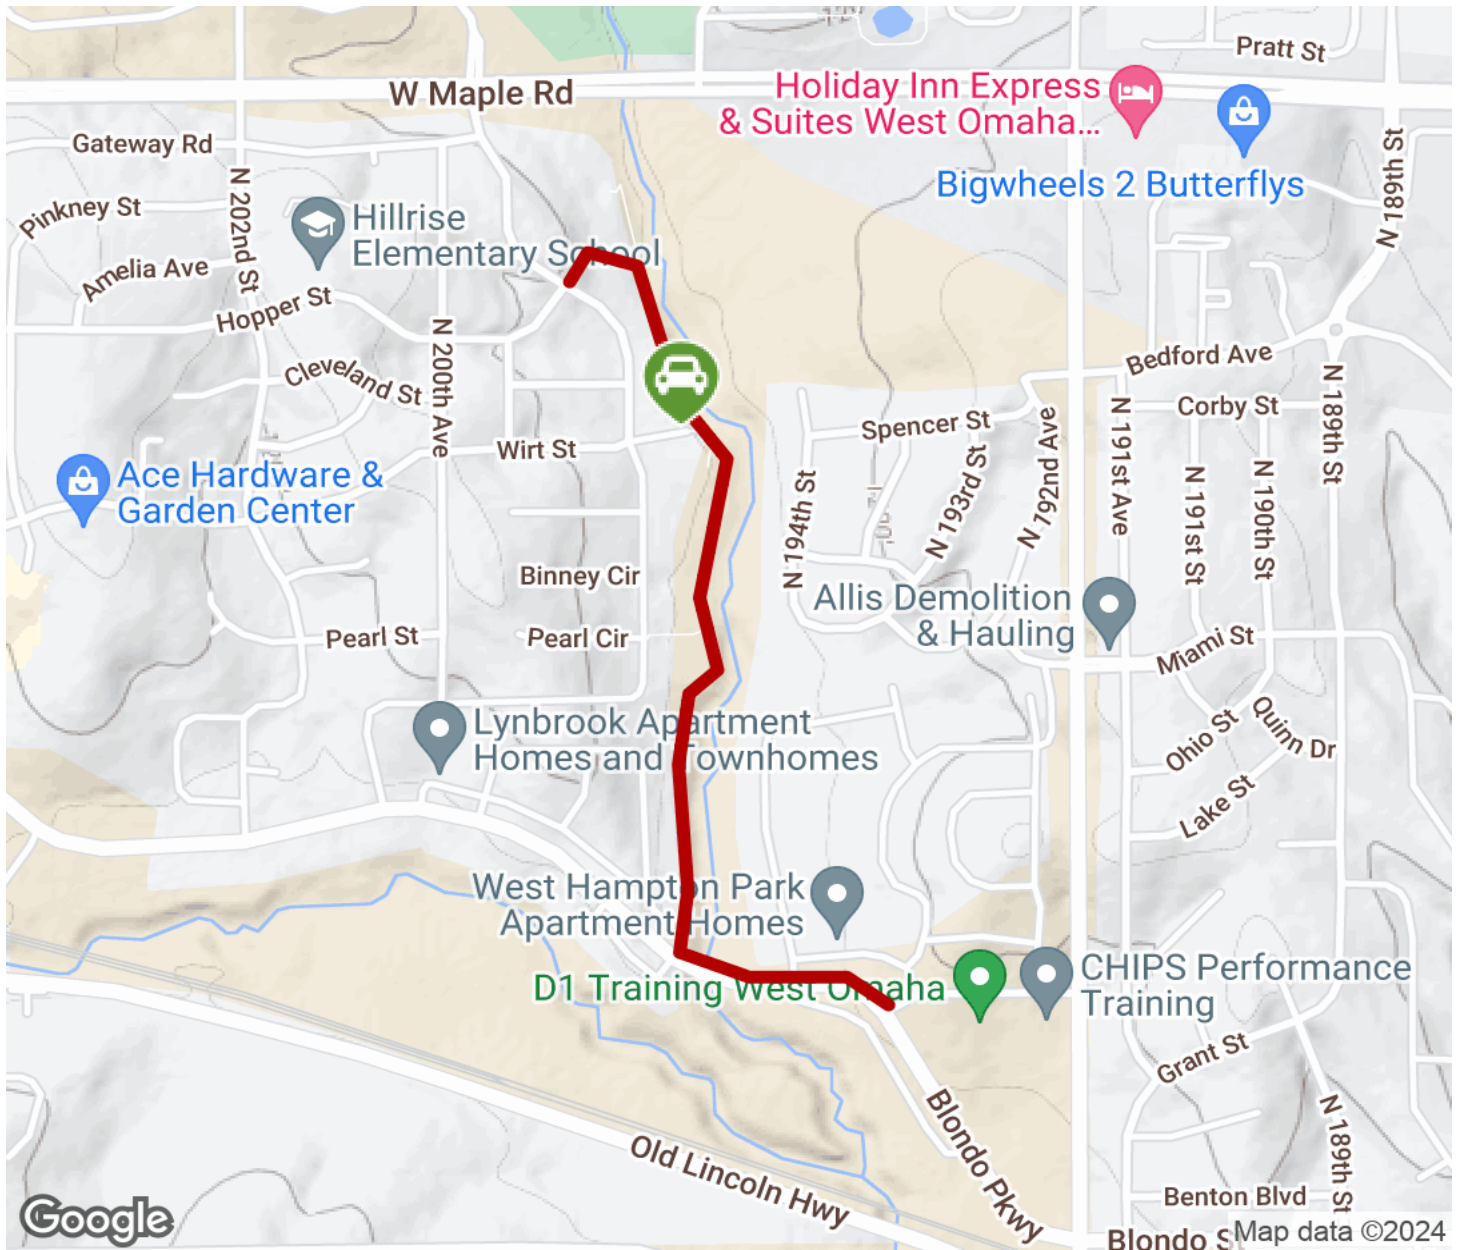 Pratt St
W Maple Rd
Holiday Inn Express
& Suites West Omaha...
Gateway Rd
N 189th St
Bigwheels 2 Butterflys
Pinkney St
N 202nd St
Hillrise
Elementary School
Amelia Ave
Hopper St
N 200th Ave
Cleveland St
Bedford Ave
N 189th St
Corby St
Spencer St
N 191st Ave
Wirt St
N 194th St
N 193rd St
N 192nd Ave
N 191st St
N 190th St
Ace Hardware &
Garden Center
Binney Cir
Allis Demolition
& Hauling
Pearl St
Pearl Cir
Miami St
Lynbrook Apartment
Homes and Townhomes
Ohio St
Quinn Dr
Lake St
West Hampton Park
Apartment Homes
D1 Training West Omaha
CHIPS Performance
Training
Grant St
Blondo Pkwy
N 189th St
Old Lincoln Hwy
Benton Blvd
Google
Blondo S
Map data ©2024